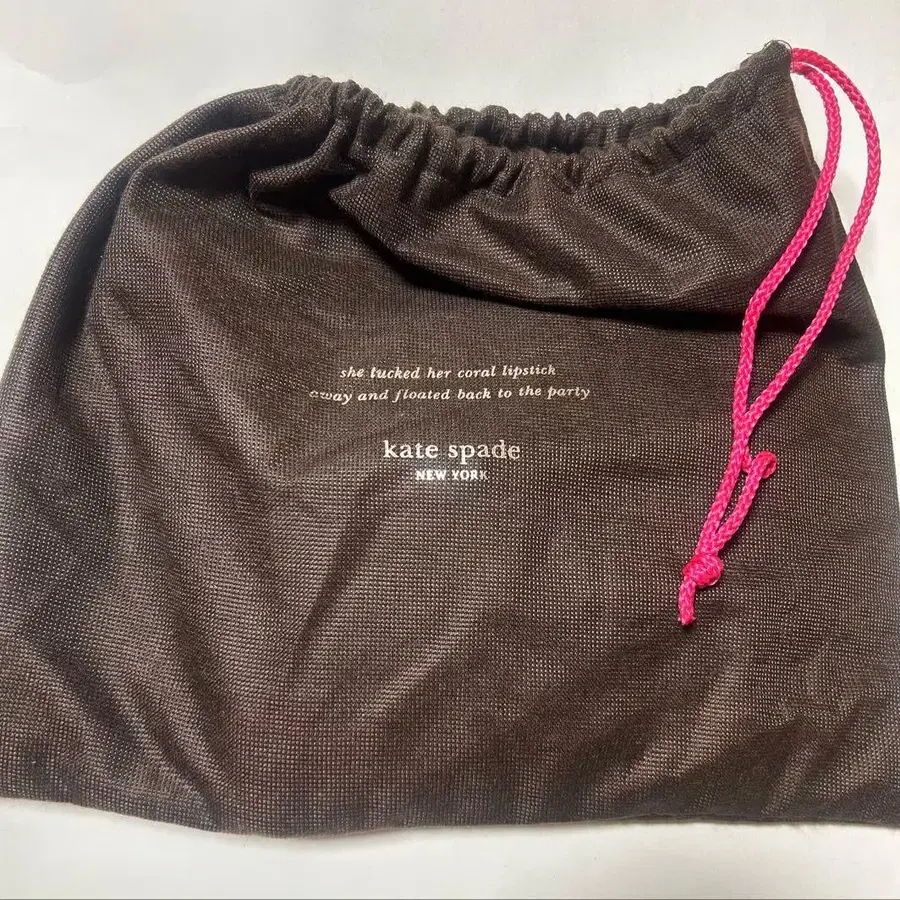 she tucked her coral lipstick
away and floated back to the party
kate spade
NEW YORK